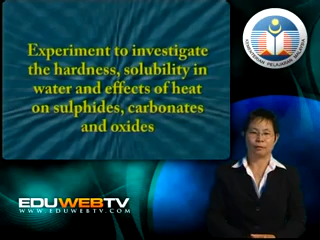 Experiment to investigate
the hardness, solubility in
water and effects of heat
on sulphides, carbonates
and oxides
EDUWEBTV
WWW.EDUWEBTV.COM